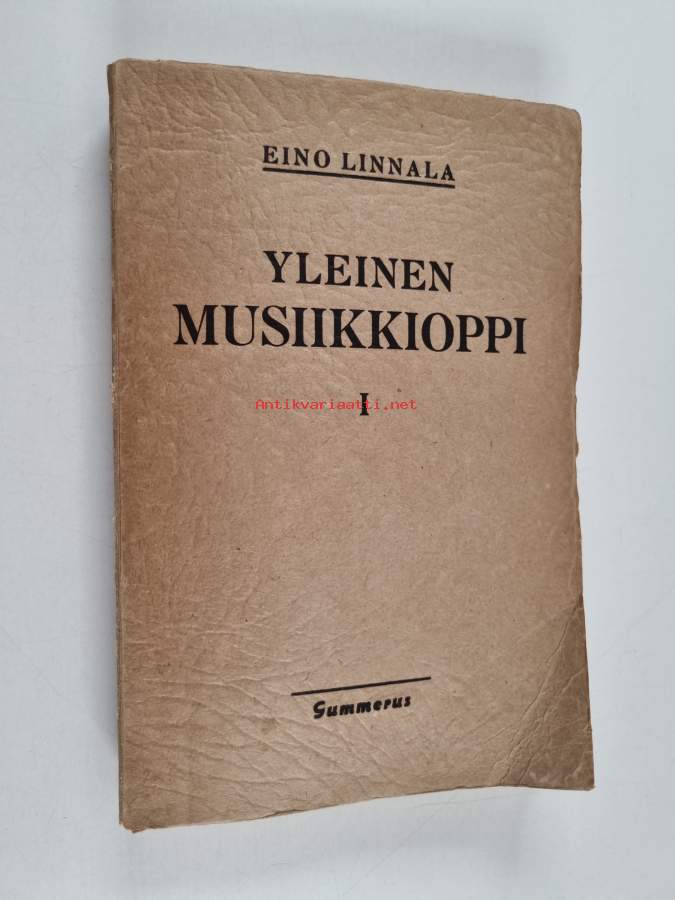 EINO LINNALA
YLEINEN
MUSIIKKIOPPI
I
Antikvariaatti.net
Gummerus